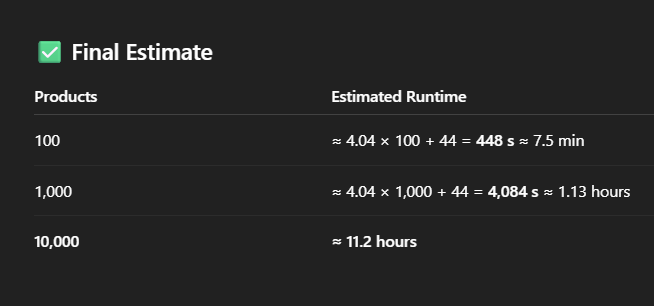 ✅ Final Estimate
Products Estimated Runtime
100 ≈ 4.04 × 100 + 44 = 448 s ≈ 7.5 min
1,000 ≈ 4.04 × 1,000 + 44 = 4,084 s ≈ 1.13 hours
10,000 ≈ 11.2 hours